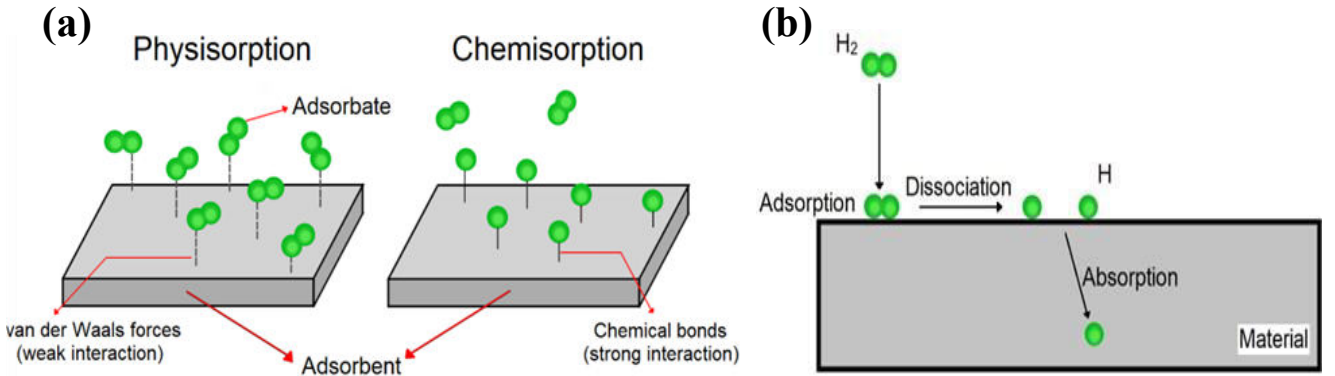 (a)
Physisorption
Chemisorption
Adsorbate
van der Waals forces
(weak interaction)
Adsorbent
Chemical bonds
(strong interaction)
(b)
H₂
Adsorption
Dissociation
H
Absorption
Material